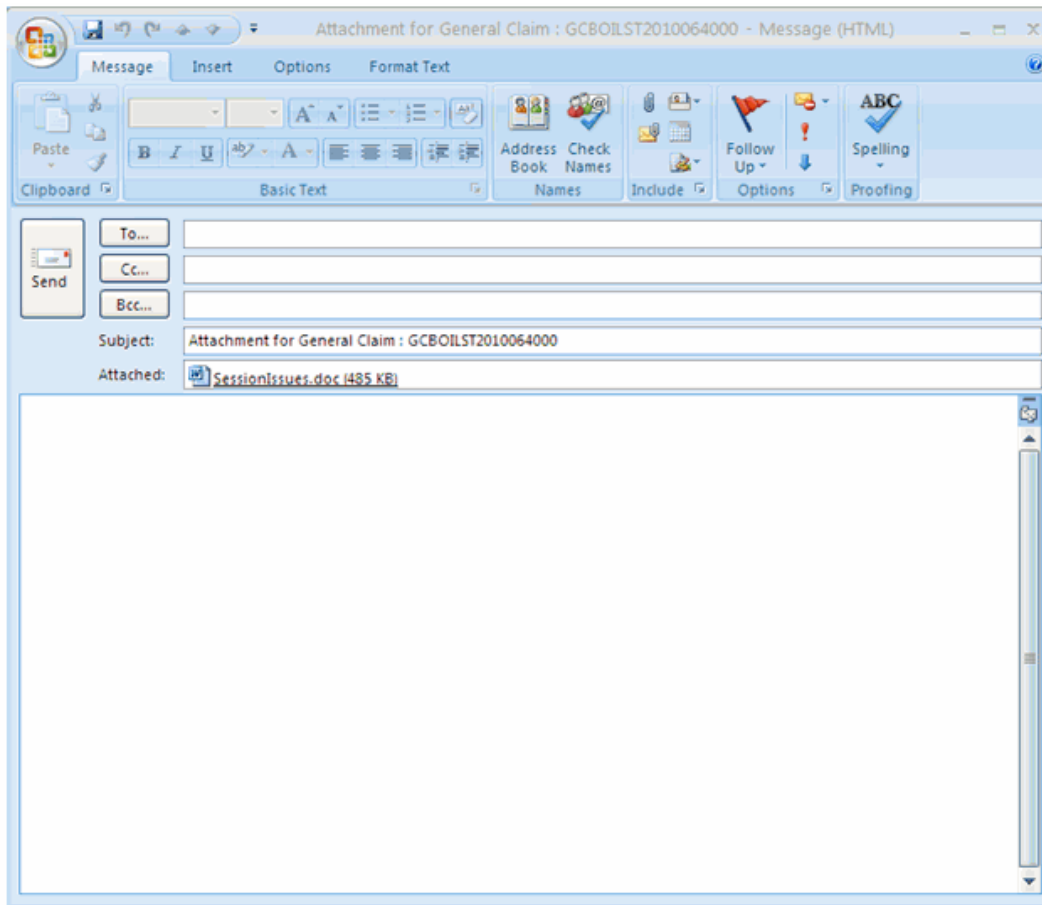 Attachment for General Claim : GCBOILST2010064000 - Message (HTML)
Message Insert Options Format Text
Paste
Clipboard
B I U ab A
A A
Basic Text
Address Book
Check Names
Names
Include
Follow Up
Options
ABC
Spelling
Proofing
Send
To...
Cc...
Bcc...
Subject: Attachment for General Claim : GCBOILST2010064000
Attached: SessionIssues.doc (485 KB)